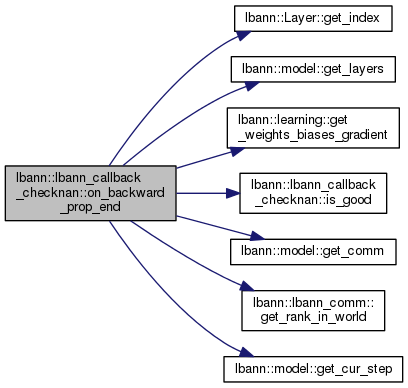 lbann::Layer::get_index
lbann::model::get_layers
lbann::learning::get
_weights_biases_gradient
lbann::lbann_callback
_checknan::on_backward
_prop_end
lbann::lbann_callback
_checknan::is_good
lbann::model::get_comm
lbann::lbann_comm::
get_rank_in_world
lbann::model::get_cur_step